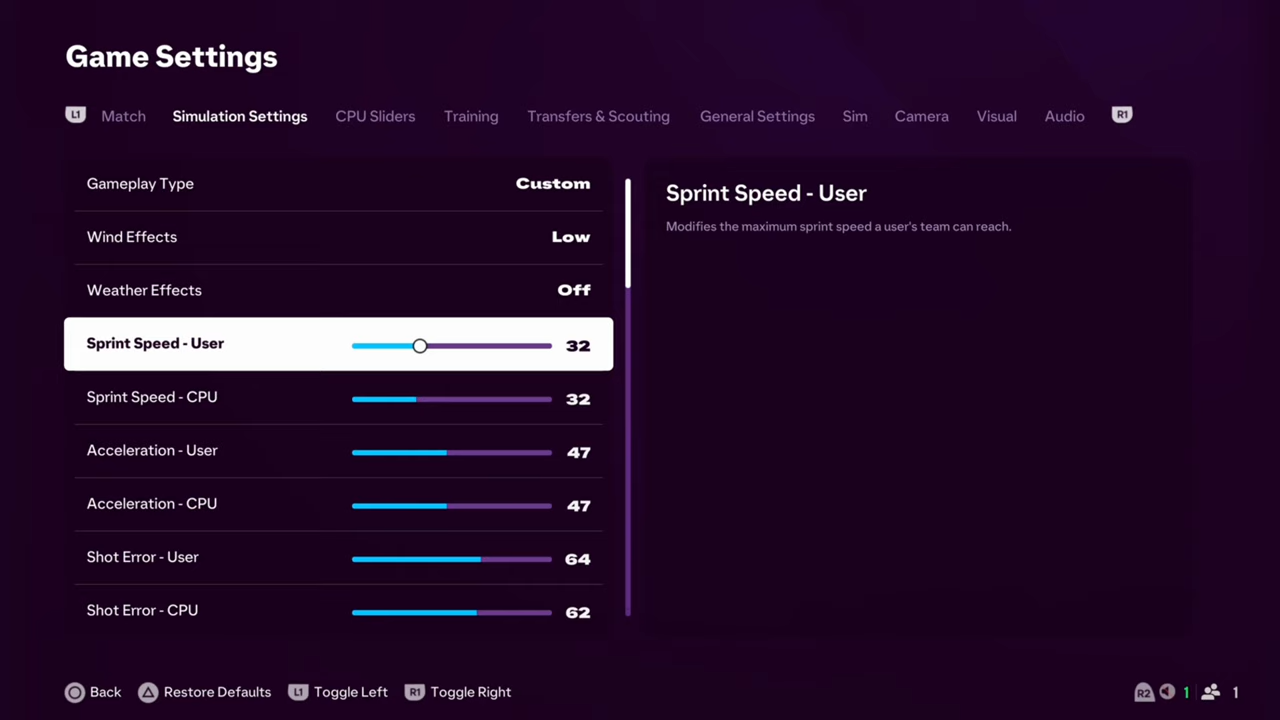 Game Settings
L1 Match Simulation Settings CPU Sliders Training Transfers & Scouting General Settings Sim Camera Visual Audio R1
Gameplay Type Custom
Wind Effects Low
Weather Effects Off
Sprint Speed - User 32
Sprint Speed - CPU 32
Acceleration - User 47
Acceleration - CPU 47
Shot Error - User 64
Shot Error - CPU 62
Sprint Speed - User
Modifies the maximum sprint speed a user's team can reach.
Back Restore Defaults L1 Toggle Left R1 Toggle Right
R2 1 1